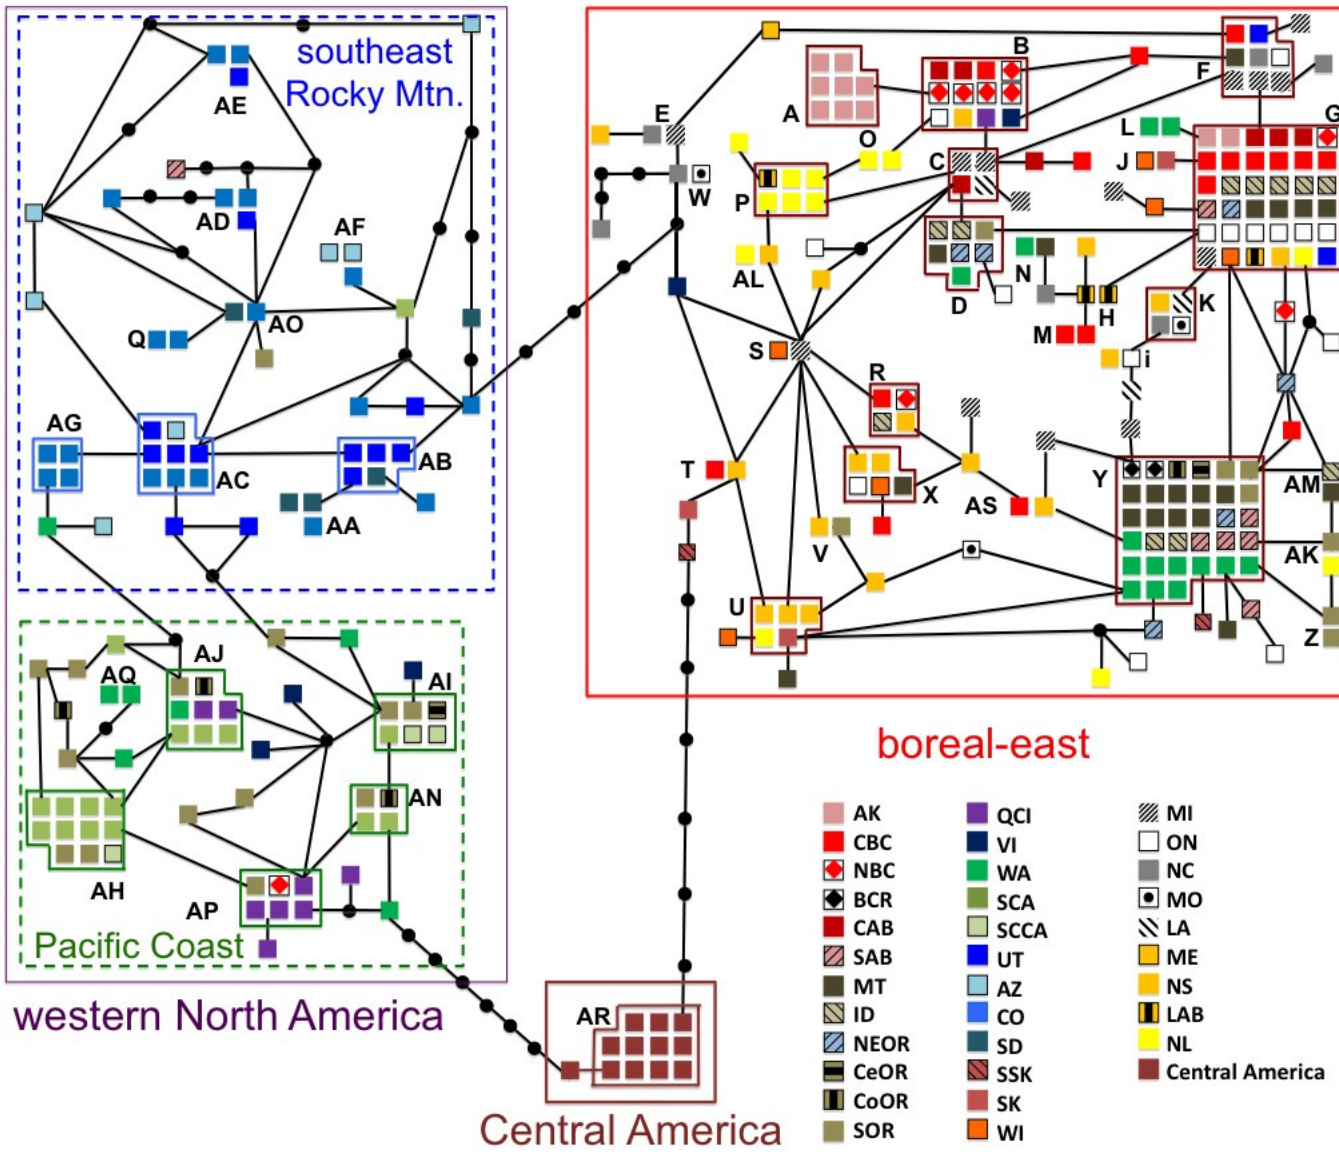 southeast
Rocky Mtn.
AE
AD
AF
Q
AO
AG
AC
AB
AA
AQ
AJ
AI
AN
AH
AP
Pacific Coast
western North America
E
W
A
B
O
C
P
AL
D
F
G
L
J
N
H
M
K
i
S
R
T
X
AS
V
U
Y
AM
AK
Z
boreal-east
AR
Central America
AK
CBC
NBC
BCR
CAB
SAB
MT
ID
NEOR
CeOR
CoOR
SOR
QCI
VI
WA
SCA
SCCA
UT
AZ
CO
SD
SSK
SK
WI
MI
ON
NC
MO
LA
ME
NS
LAB
NL
Central America